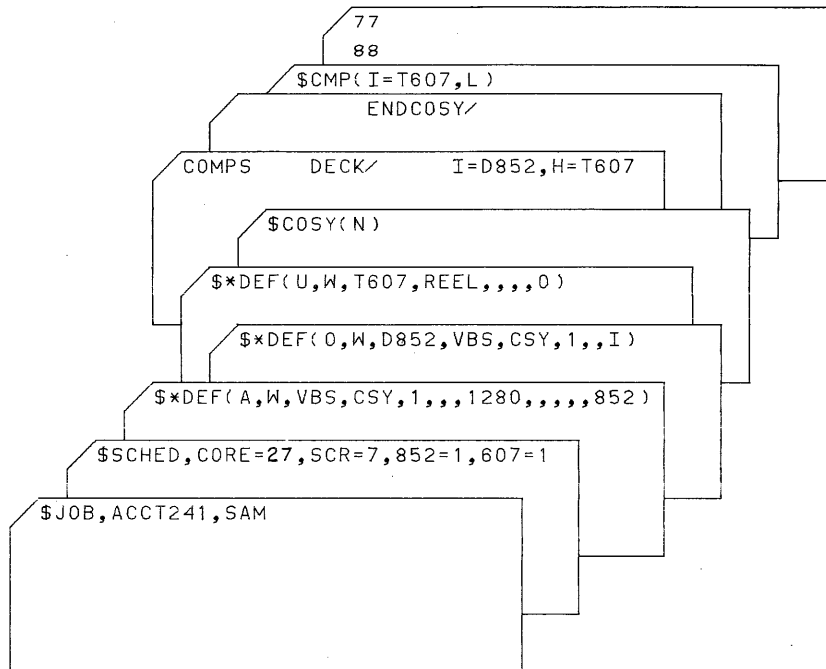 77
88
$CMP(I=T607,L)
ENDCOSY/
COMPS DECK/ I=D852,H=T607
$COSY(N)
$*DEF(U,W,T607,REEL,,,,O)
$*DEF(O,W,D852,VBS,CSY,1,,I)
$*DEF(A,W,VBS,CSY,1,,,1280,,,,,852)
$SCHED,CORE=27,SCR=7,852=1,607=1
$JOB,ACCT241,SAM